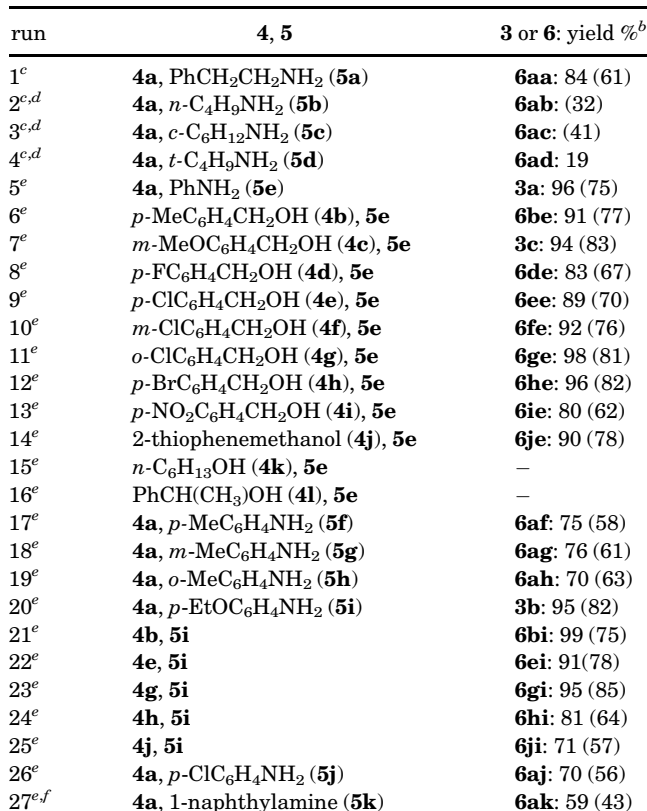 run 4, 5 3 or 6: yield %ᵇ
1ᶜ 4a, PhCH₂CH₂NH₂ (5a) 6aa: 84 (61)
2ᶜ,ᵈ 4a, n-C₄H₉NH₂ (5b) 6ab: (32)
3ᶜ,ᵈ 4a, c-C₆H₁₂NH₂ (5c) 6ac: (41)
4ᶜ,ᵈ 4a, t-C₄H₉NH₂ (5d) 6ad: 19
5ᵉ 4a, PhNH₂ (5e) 3a: 96 (75)
6ᵉ p-MeC₆H₄CH₂OH (4b), 5e 6be: 91 (77)
7ᵉ m-MeOC₆H₄CH₂OH (4c), 5e 3c: 94 (83)
8ᵉ p-FC₆H₄CH₂OH (4d), 5e 6de: 83 (67)
9ᵉ p-ClC₆H₄CH₂OH (4e), 5e 6ee: 89 (70)
10ᵉ m-ClC₆H₄CH₂OH (4f), 5e 6fe: 92 (76)
11ᵉ o-ClC₆H₄CH₂OH (4g), 5e 6ge: 98 (81)
12ᵉ p-BrC₆H₄CH₂OH (4h), 5e 6he: 96 (82)
13ᵉ p-NO₂C₆H₄CH₂OH (4i), 5e 6ie: 80 (62)
14ᵉ 2-thiophenemethanol (4j), 5e 6je: 90 (78)
15ᵉ n-C₆H₁₃OH (4k), 5e –
16ᵉ PhCH(CH₃)OH (4l), 5e –
17ᵉ 4a, p-MeC₆H₄NH₂ (5f) 6af: 75 (58)
18ᵉ 4a, m-MeC₆H₄NH₂ (5g) 6ag: 76 (61)
19ᵉ 4a, o-MeC₆H₄NH₂ (5h) 6ah: 70 (63)
20ᵉ 4a, p-EtOC₆H₄NH₂ (5i) 3b: 95 (82)
21ᵉ 4b, 5i 6bi: 99 (75)
22ᵉ 4e, 5i 6ei: 91(78)
23ᵉ 4g, 5i 6gi: 95 (85)
24ᵉ 4h, 5i 6hi: 81 (64)
25ᵉ 4j, 5i 6ji: 71 (57)
26ᵉ 4a, p-ClC₆H₄NH₂ (5j) 6aj: 70 (56)
27ᵉ,ᶠ 4a, 1-naphthylamine (5k) 6ak: 59 (43)